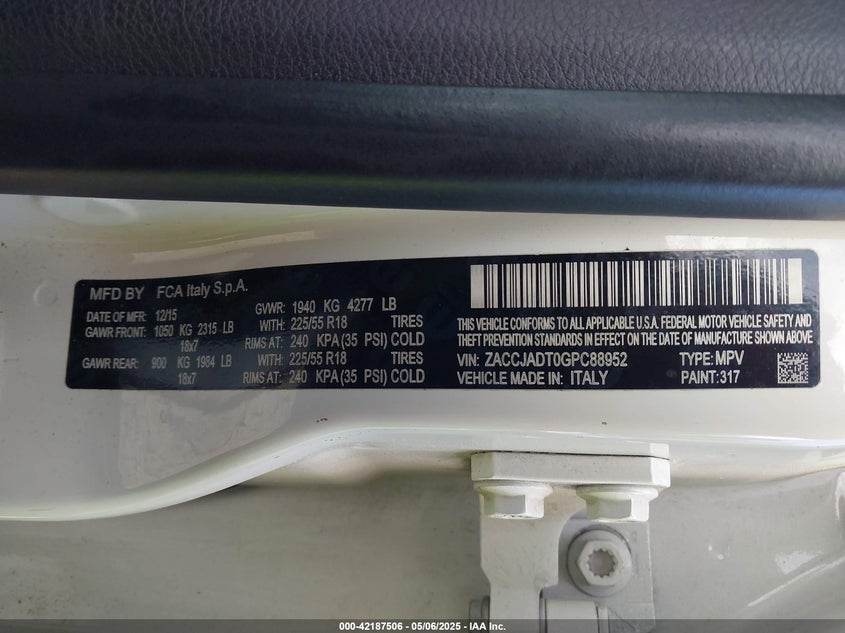 MFD BY FCA Italy S.p.A.
DATE OF MFR: 12/15 GVWR: 1940 KG 4277 LB
GAWR FRONT: 1050 KG 2315 LB WITH: 225/55 R18 TIRES
18x7 RIMS AT: 240 KPA (35 PSI) COLD
GAWR REAR: 900 KG 1984 LB WITH: 225/55 R18 TIRES
18x7 RIMS AT: 240 KPA (35 PSI) COLD
THIS VEHICLE CONFORMS TO ALL APPLICABLE U.S.A. FEDERAL MOTOR VEHICLE SAFETY AND
THEFT PREVENTION STANDARDS IN EFFECT ON THE DATE OF MANUFACTURE SHOWN ABOVE
VIN: ZACCJADT0GPC88952 TYPE: MPV
VEHICLE MADE IN: ITALY PAINT: 317
000-42187506 - 05/06/2025 - IAA Inc.